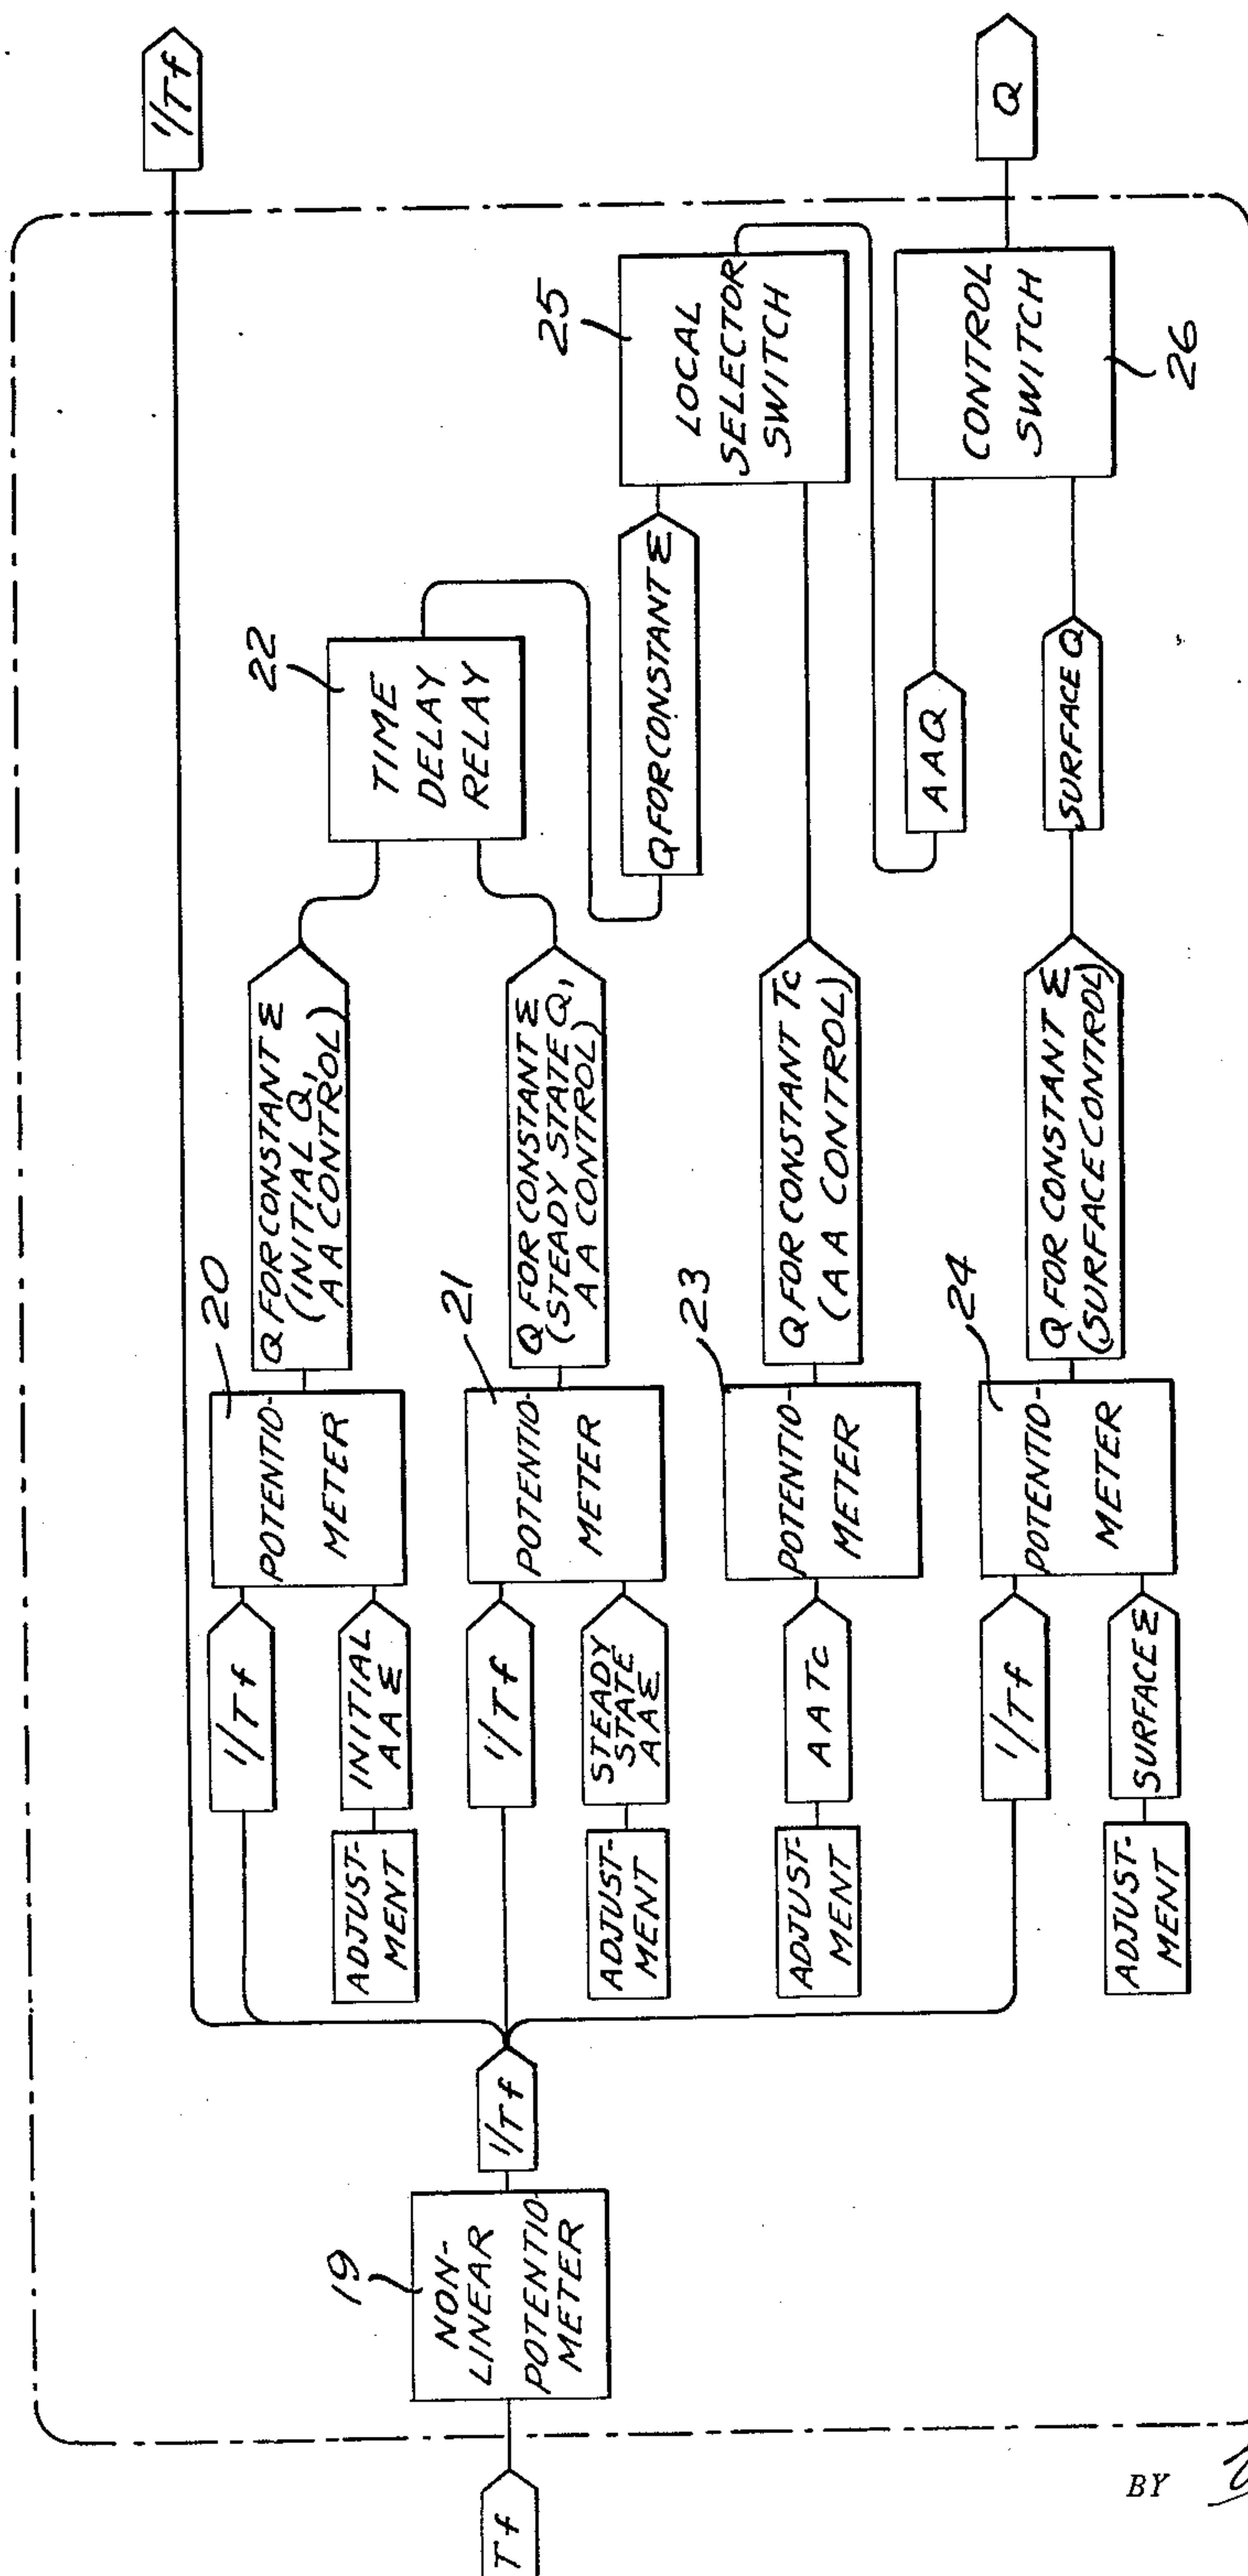 Tf
19
NON-
LINEAR
POTENTIO-
METER
1/Tf
1/Tf
1/Tf
ADJUST-
MENT
INITIAL
AA Σ
20
POTENTIO-
METER
Q FOR CONSTANT Σ
(INITIAL Q,
AA CONTROL)
1/Tf
ADJUST-
MENT
STEADY
STATE
AA Σ
21
POTENTIO-
METER
Q FOR CONSTANT Σ
(STEADY STATE Q,
AA CONTROL)
22
TIME
DELAY
RELAY
Q FOR CONSTANT Σ
ADJUST-
MENT
AA Tc
23
POTENTIO-
METER
Q FOR CONSTANT Tc
(AA CONTROL)
25
LOCAL
SELECTOR
SWITCH
AAQ
1/Tf
ADJUST-
MENT
SURFACE Σ
24
POTENTIO-
METER
Q FOR CONSTANT Σ
(SURFACE CONTROL)
SURFACE Q
CONTROL
SWITCH
26
Q
BY